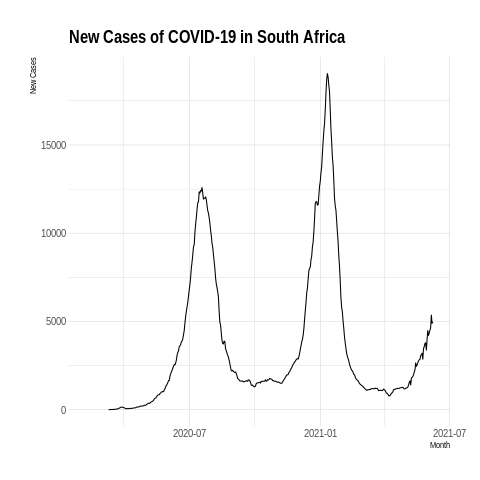 New Cases of COVID-19 in South Africa
New Cases
15000
10000
5000
0
2020-07
2021-01
2021-07
Month